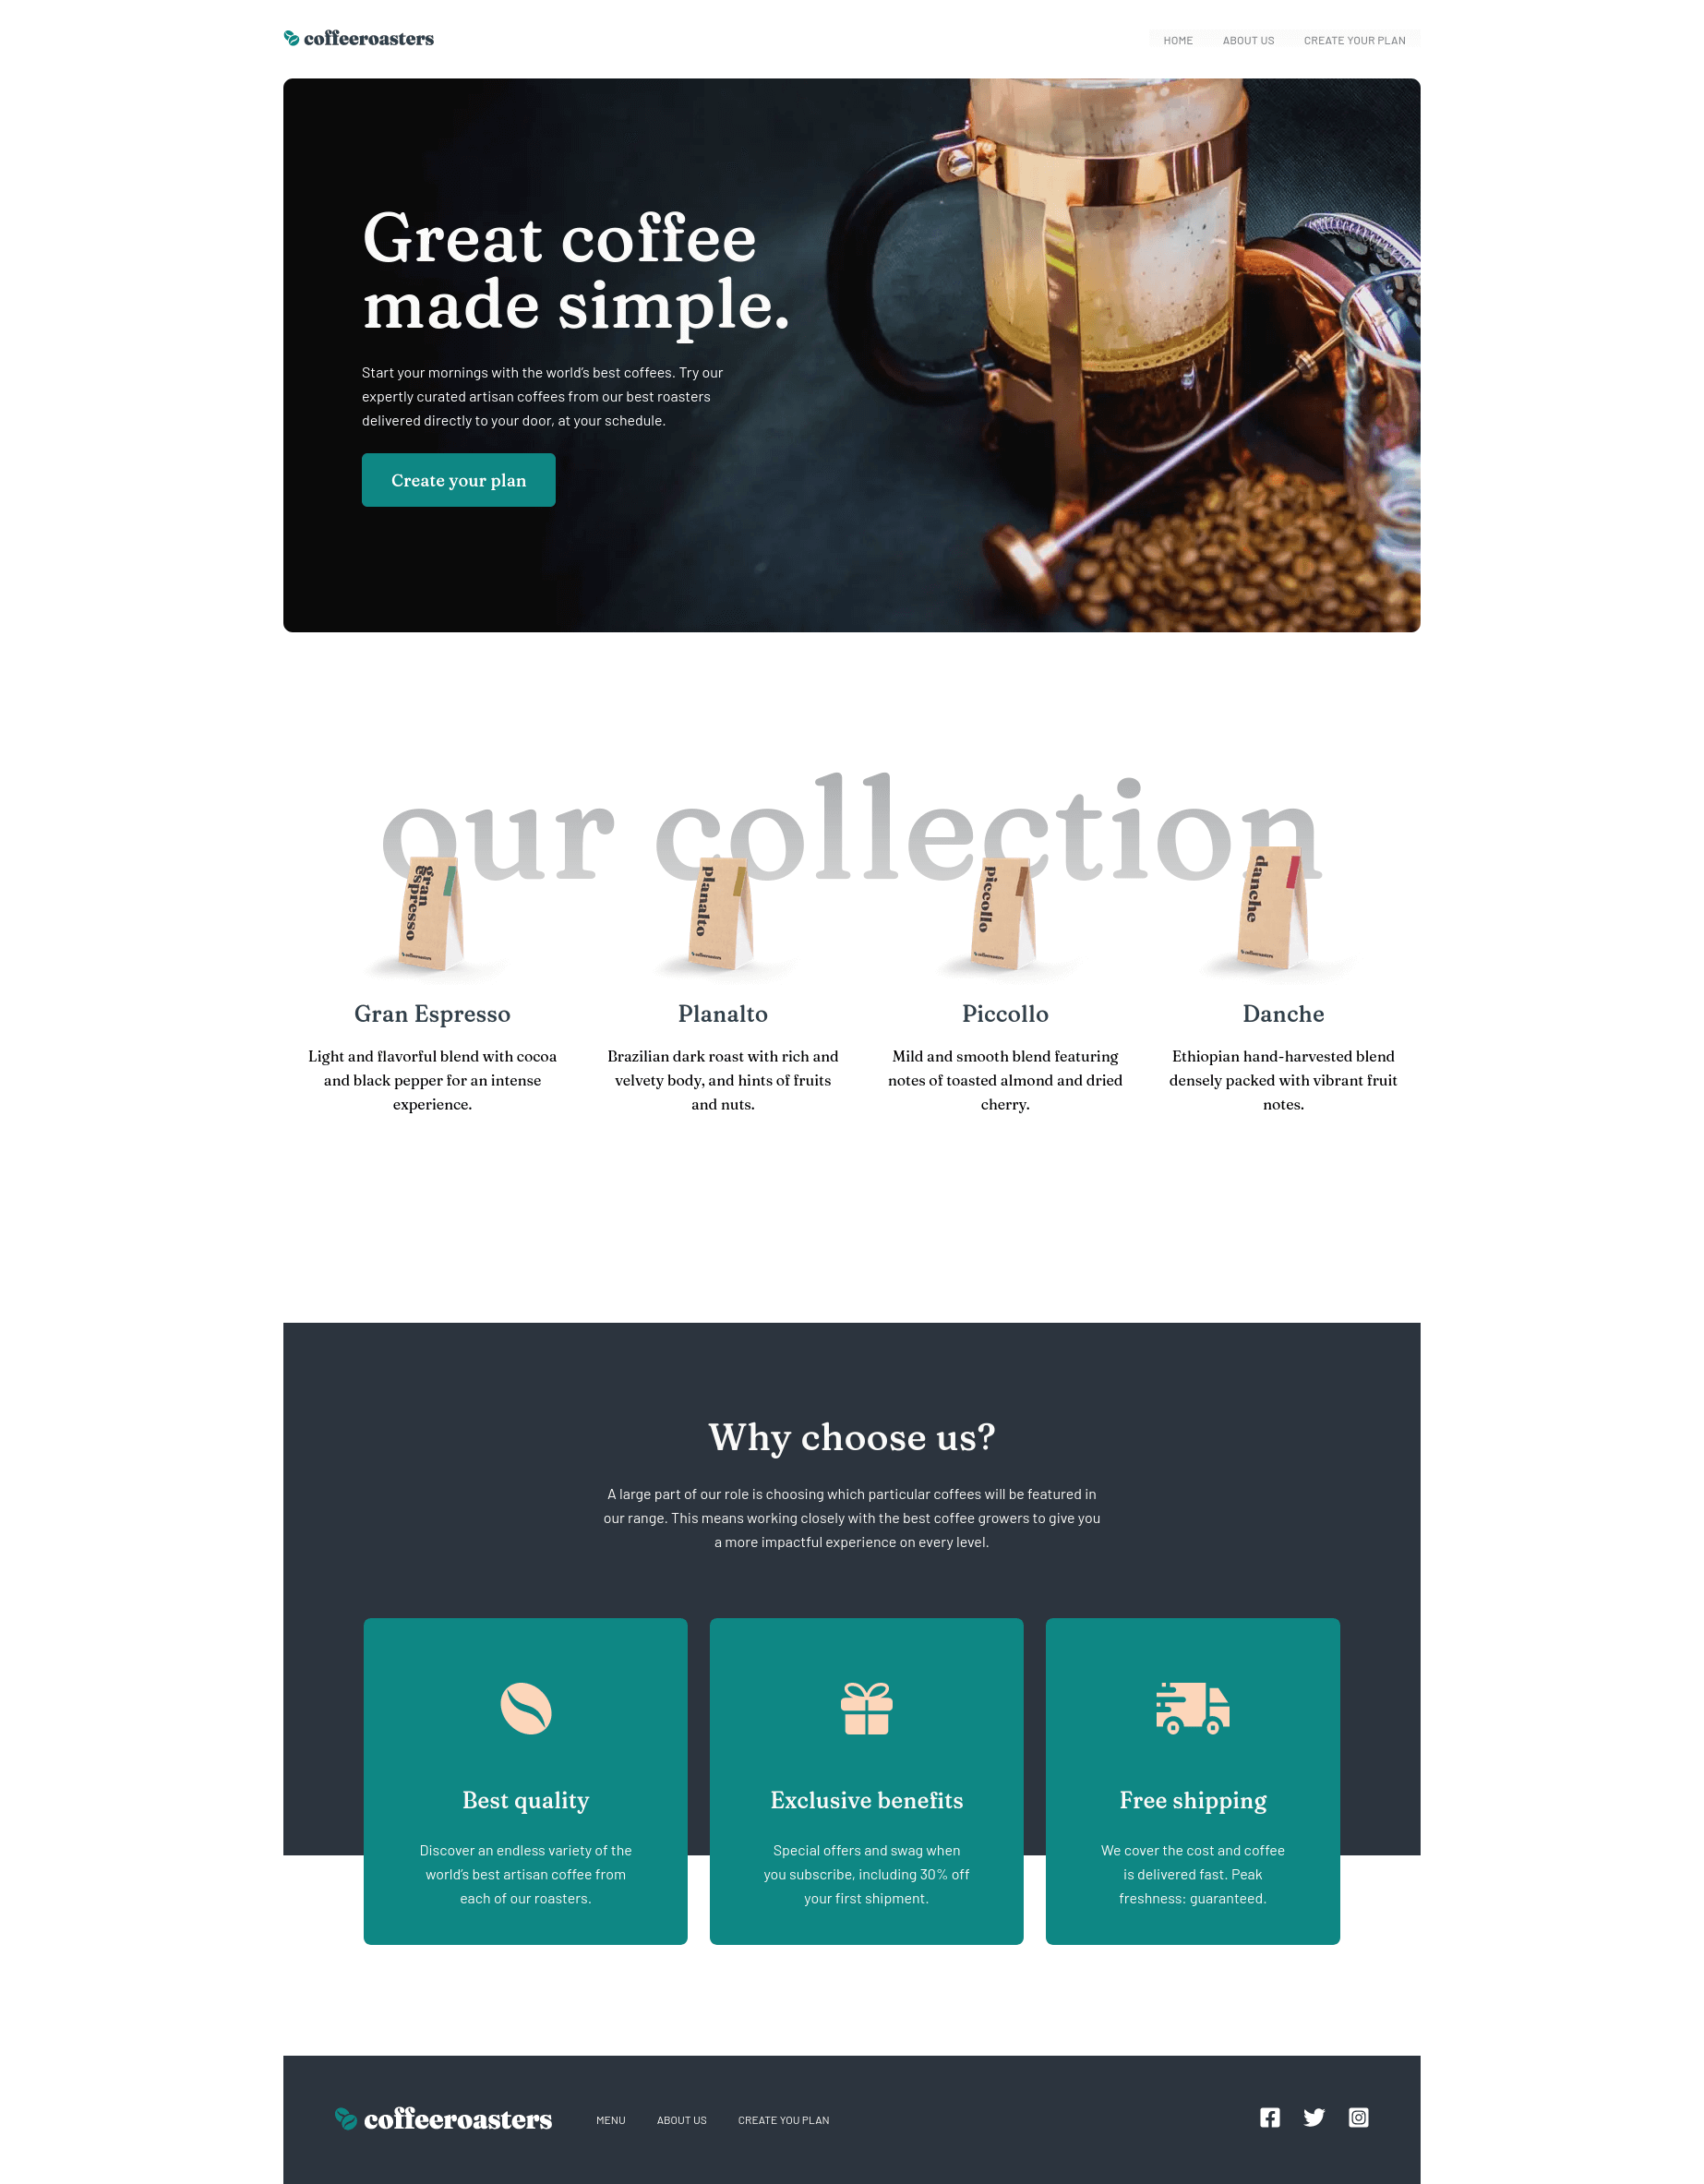 coffeeroasters
HOME ABOUT US CREATE YOUR PLAN
Great coffee
made simple.
Start your mornings with the world’s best coffees. Try our
expertly curated artisan coffees from our best roasters
delivered directly to your door, at your schedule.
Create your plan
our collection
gran
espresso
coffeeroasters
planalto
coffeeroasters
piccollo
coffeeroasters
danche
coffeeroasters
Gran Espresso
Light and flavorful blend with cocoa
and black pepper for an intense
experience.
Planalto
Brazilian dark roast with rich and
velvety body, and hints of fruits
and nuts.
Piccollo
Mild and smooth blend featuring
notes of toasted almond and dried
cherry.
Danche
Ethiopian hand-harvested blend
densely packed with vibrant fruit
notes.
Why choose us?
A large part of our role is choosing which particular coffees will be featured in
our range. This means working closely with the best coffee growers to give you
a more impactful experience on every level.
Best quality
Discover an endless variety of the
world’s best artisan coffee from
each of our roasters.
Exclusive benefits
Special offers and swag when
you subscribe, including 30% off
your first shipment.
Free shipping
We cover the cost and coffee
is delivered fast. Peak
freshness: guaranteed.
coffeeroasters
MENU ABOUT US CREATE YOU PLAN